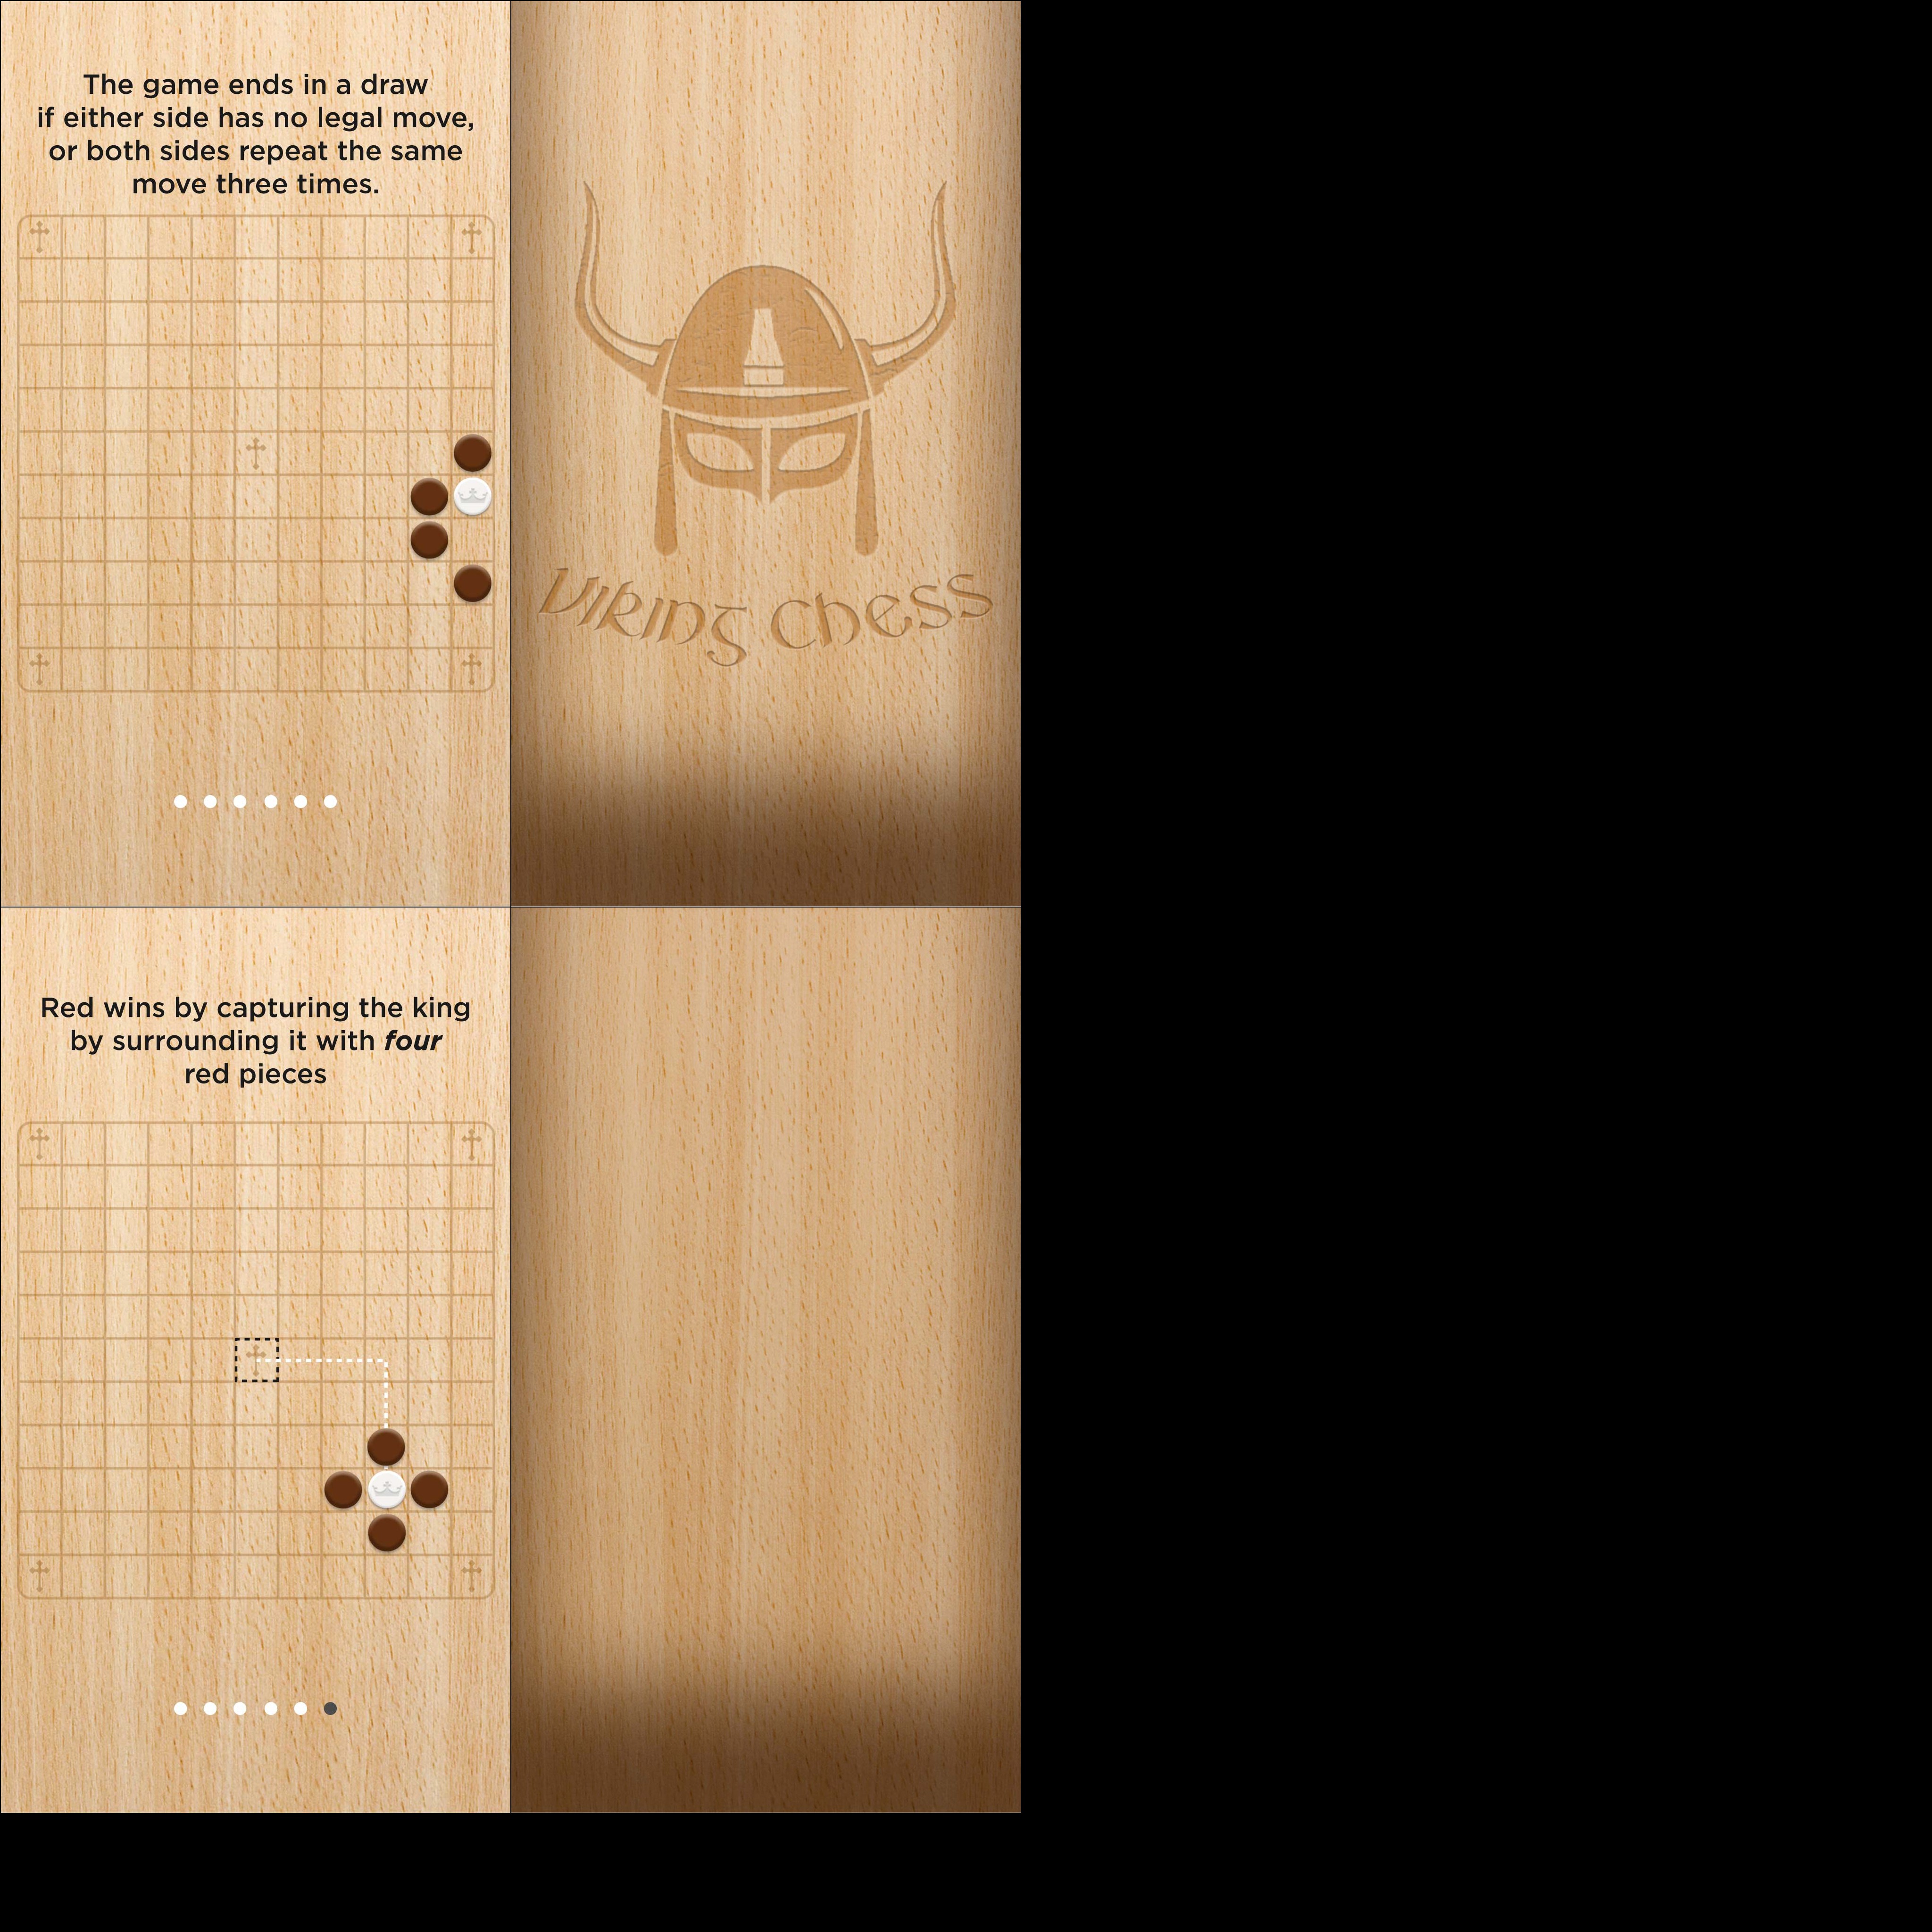 The game ends in a draw
if either side has no legal move,
or both sides repeat the same
move three times.
Viking Chess
Red wins by capturing the king
by surrounding it with four
red pieces